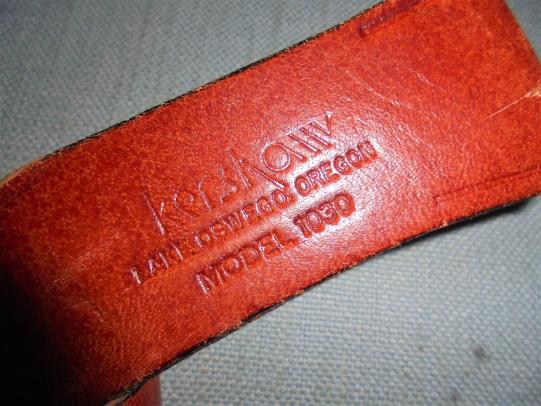 kershaw
LAKE OSWEGO, OREGON
MODEL 1030